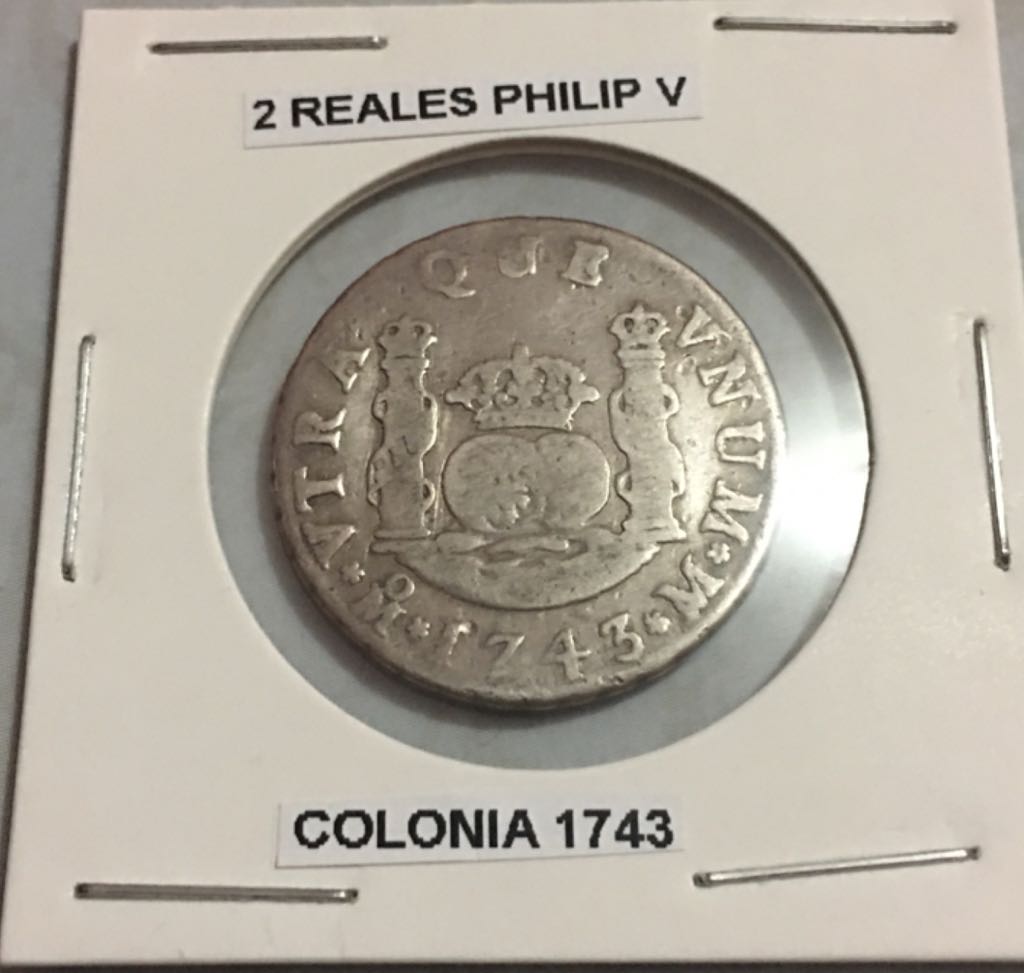 2 REALES PHILIP V
VTRA QUE VNUM
M 1743 M
COLONIA 1743